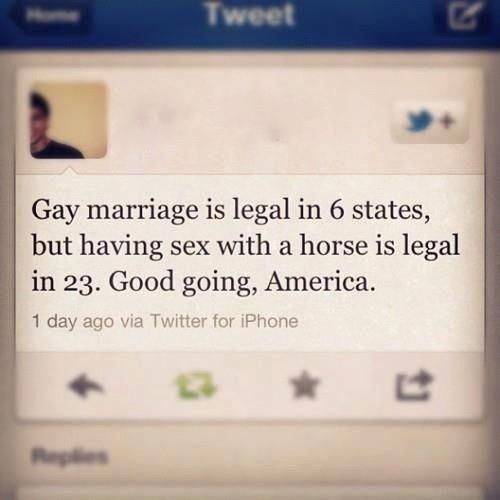 Home
Tweet
Gay marriage is legal in 6 states,
but having sex with a horse is legal
in 23. Good going, America.
1 day ago via Twitter for iPhone
Replies